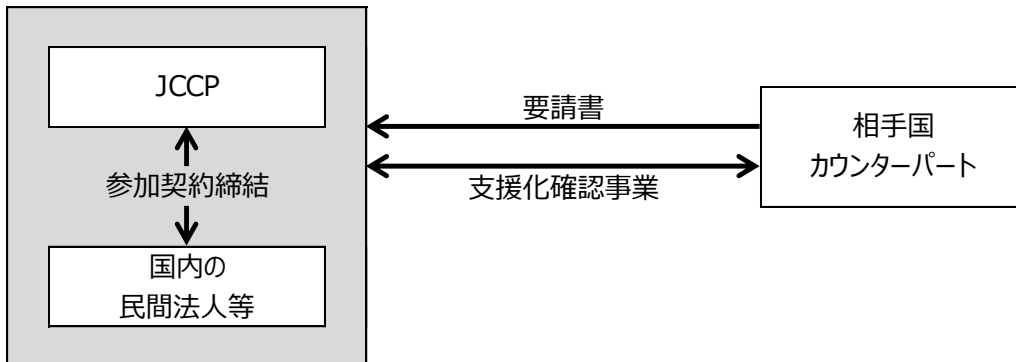 JCCP
参加契約締結
国内の
民間法人等
要請書
支援化確認事業
相手国
カウンターパート